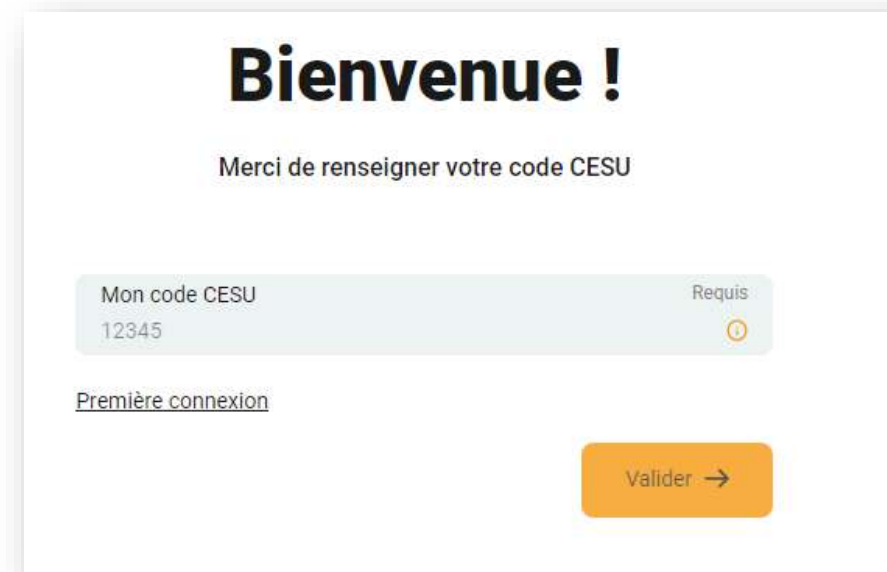 Bienvenue !
Merci de renseigner votre code CESU
Mon code CESU
Requis
12345
Première connexion
Valider →